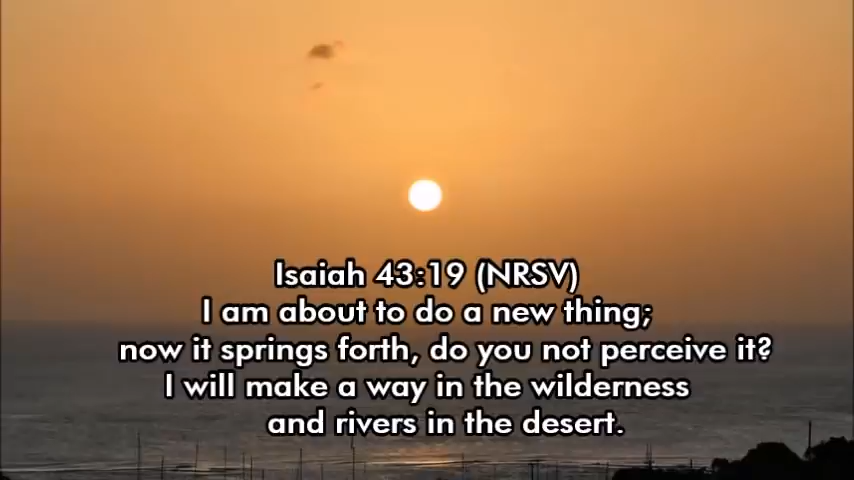 Isaiah 43:19 (NRSV)
I am about to do a new thing;
now it springs forth, do you not perceive it?
I will make a way in the wilderness
and rivers in the desert.